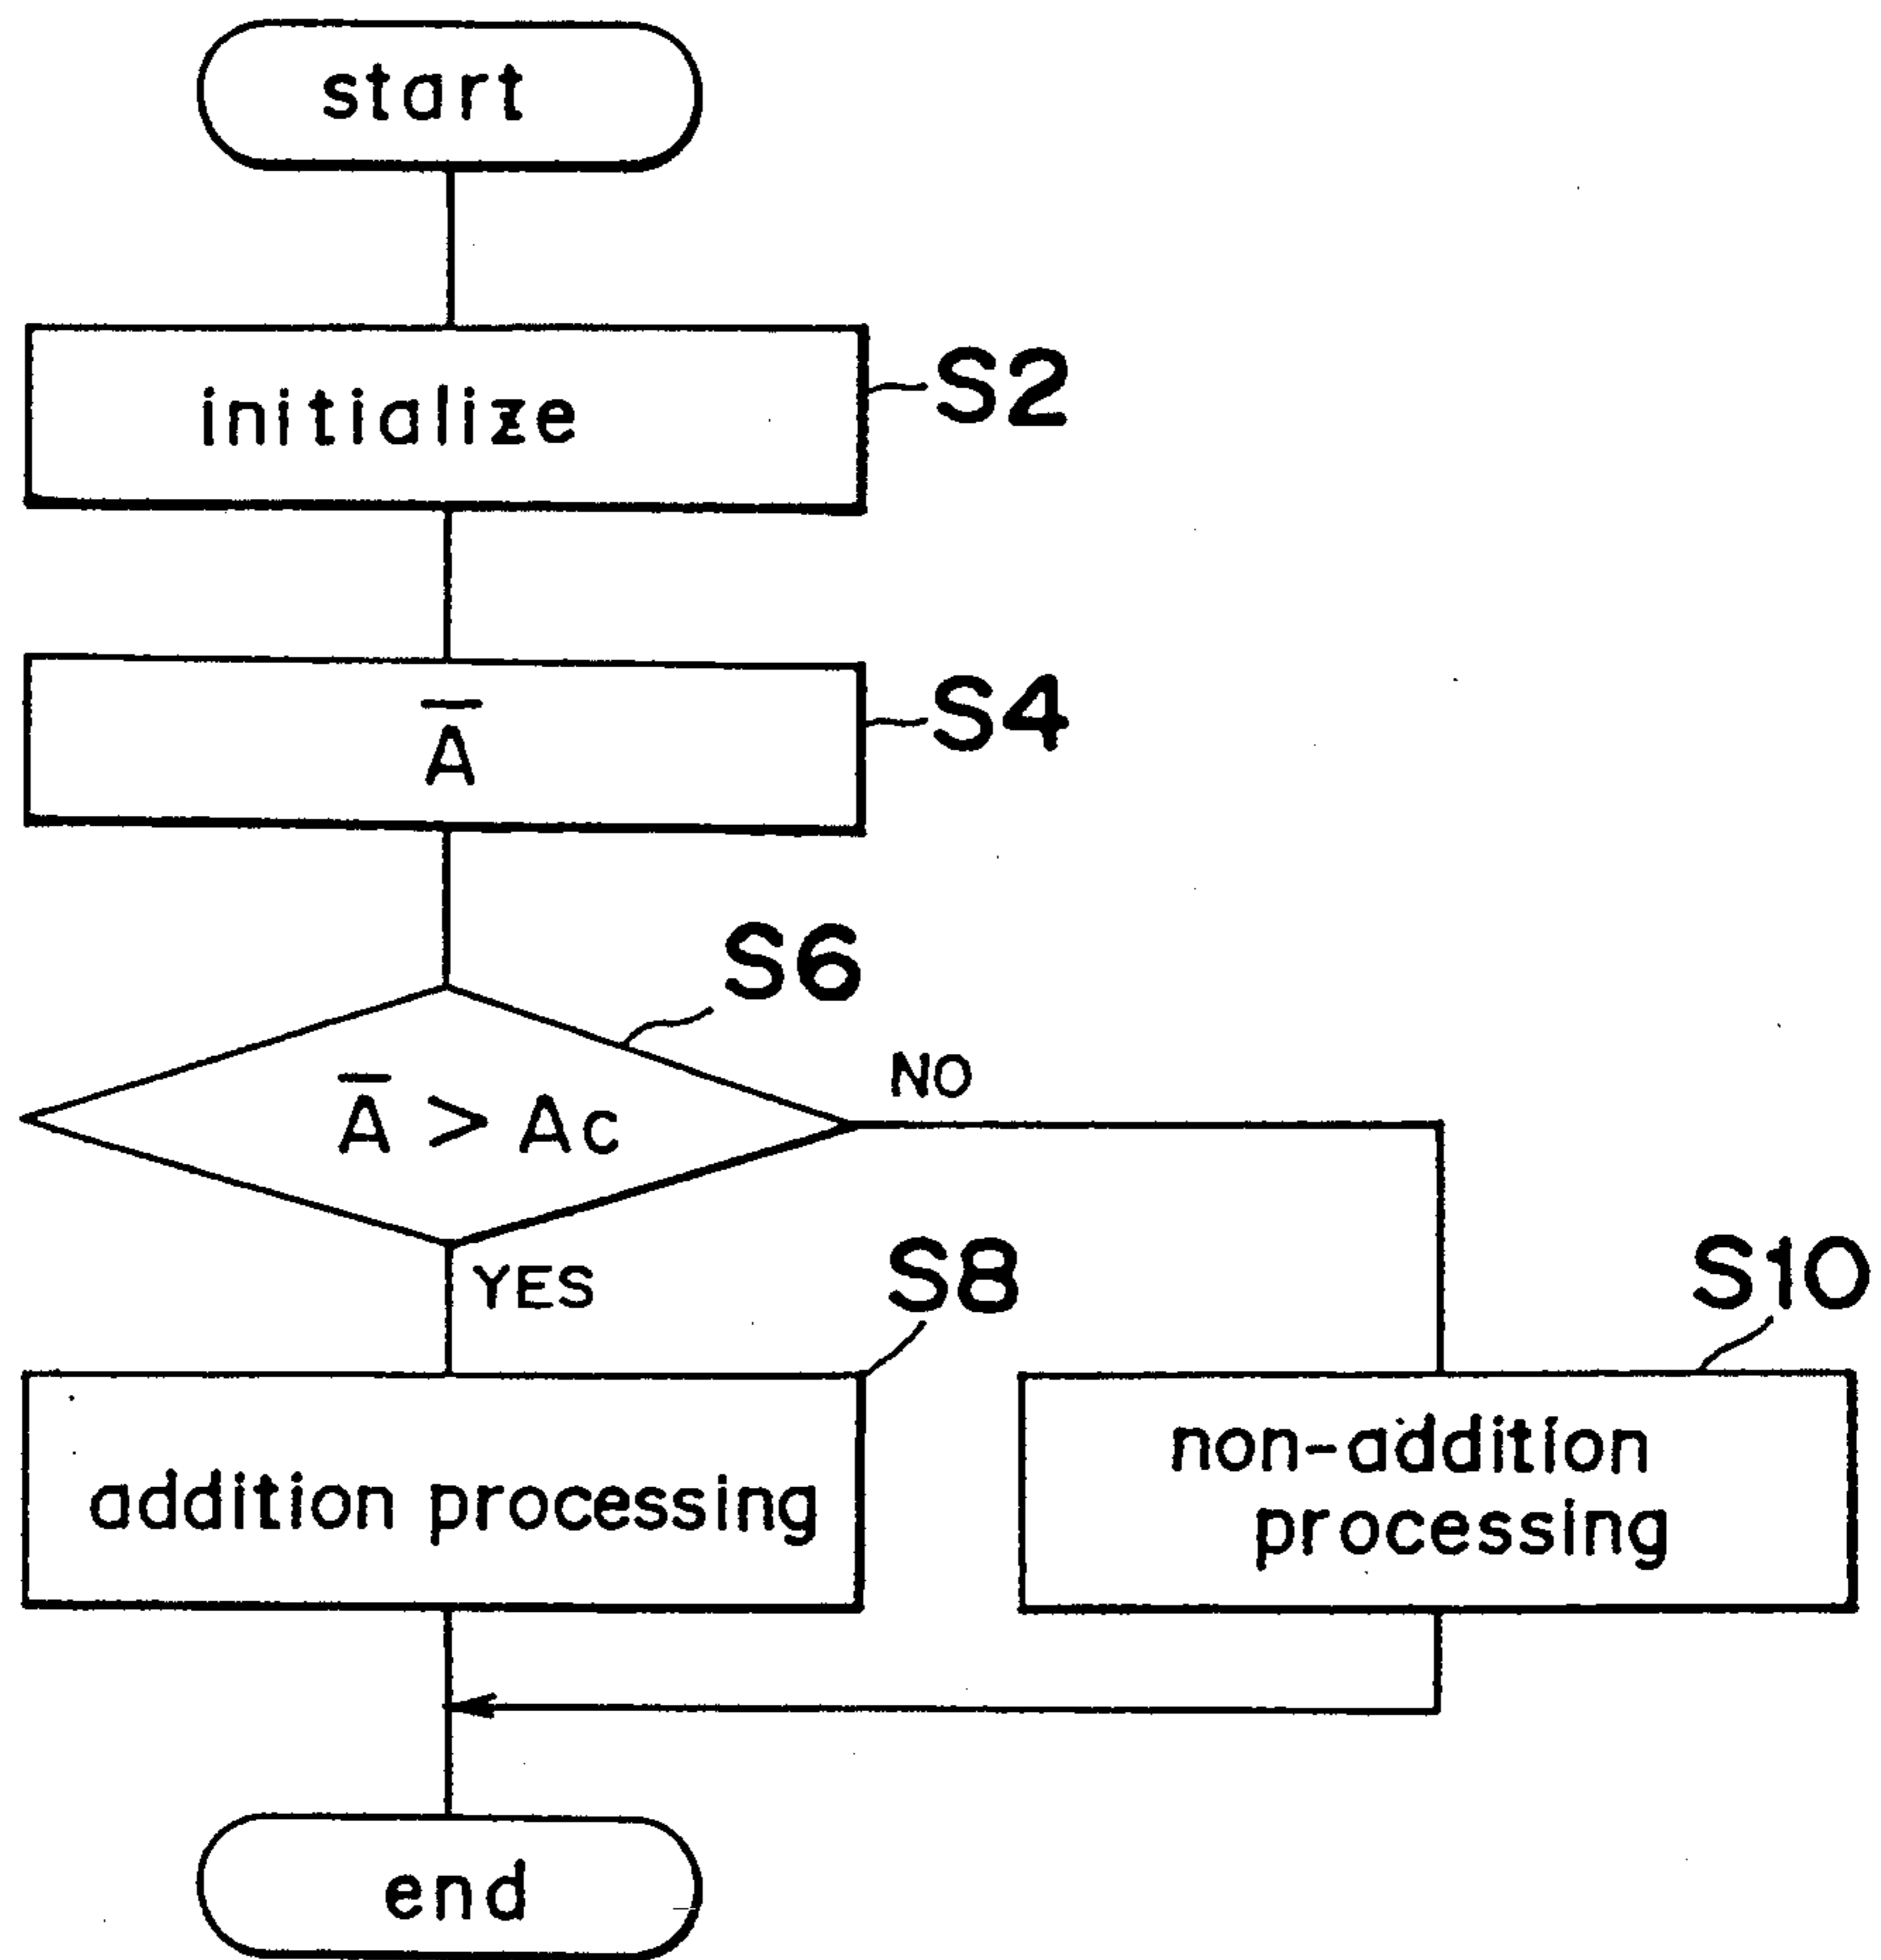 start
initialize
S2
A̅
S4
S6
A̅ > Ac
NO
YES
S8
S10
addition processing
non-addition
processing
end